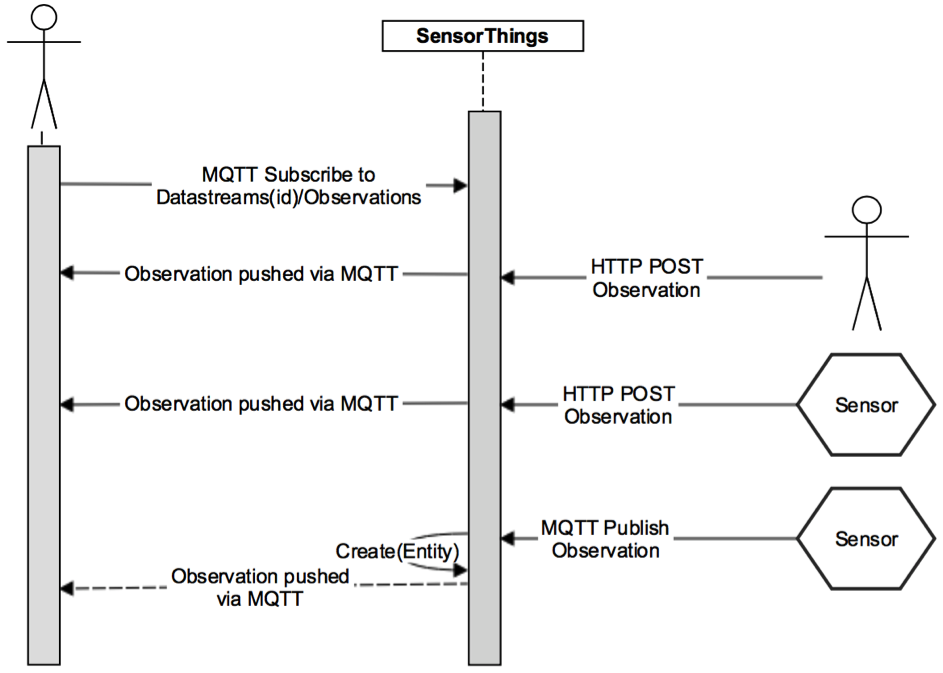 SensorThings
MQTT Subscribe to
Datastreams(id)/Observations
Observation pushed via MQTT
HTTP POST
Observation
Observation pushed via MQTT
HTTP POST
Observation
Sensor
MQTT Publish
Observation
Sensor
Create(Entity)
Observation pushed
via MQTT